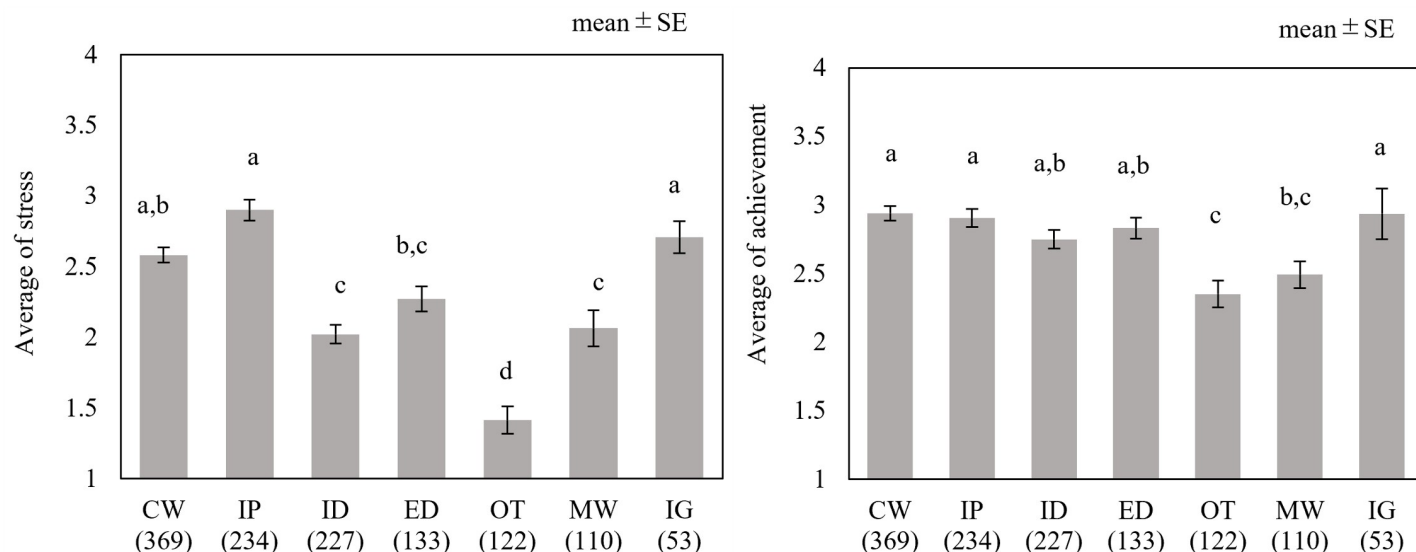 mean ± SE
Average of stress
4
3.5
3
2.5
2
1.5
1
a,b
a
c
b,c
d
c
a
CW IP ID ED OT MW IG
(369) (234) (227) (133) (122) (110) (53)
mean ± SE
Average of achievement
4
3.5
3
2.5
2
1.5
1
a
a
a,b
a,b
c
b,c
a
CW IP ID ED OT MW IG
(369) (234) (227) (133) (122) (110) (53)